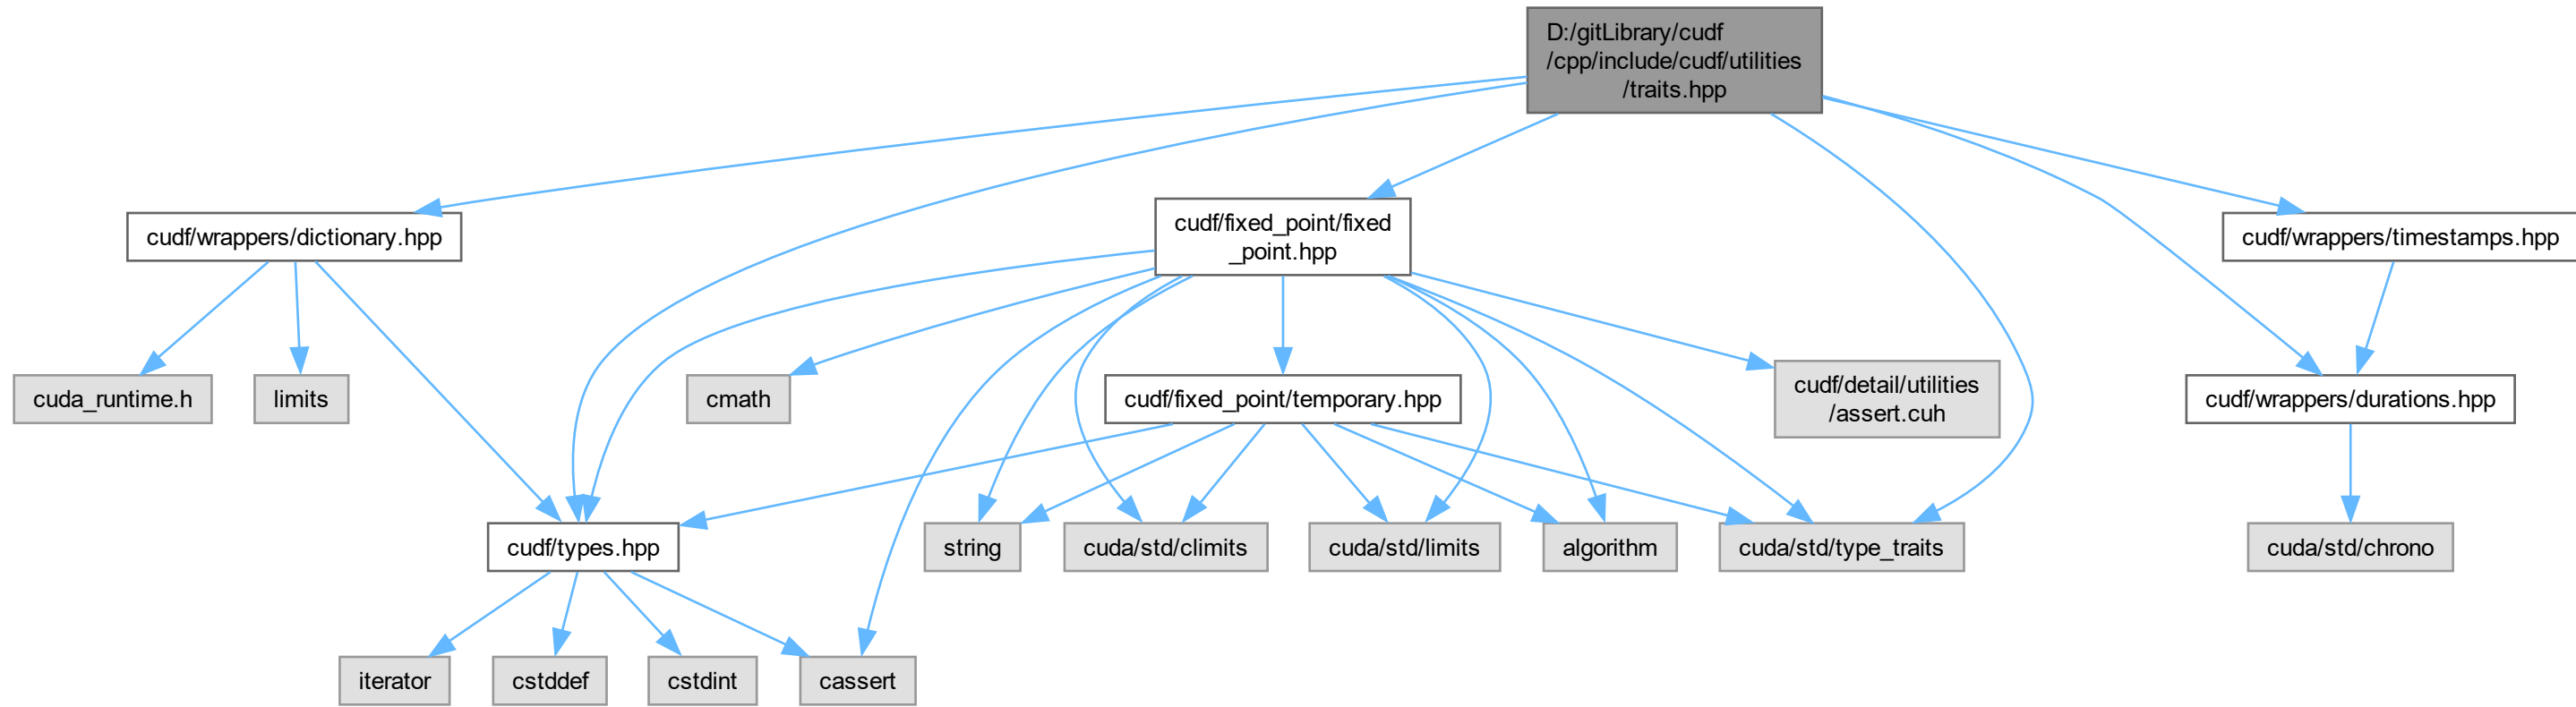 D:/gitLibrary/cudf
/cpp/include/cudf/utilities
/traits.hpp
cudf/wrappers/dictionary.hpp
cudf/fixed_point/fixed
_point.hpp
cudf/wrappers/timestamps.hpp
cuda_runtime.h
limits
cmath
cudf/fixed_point/temporary.hpp
cudf/detail/utilities
/assert.cuh
cudf/wrappers/durations.hpp
cudf/types.hpp
string
cuda/std/climits
cuda/std/limits
algorithm
cuda/std/type_traits
cuda/std/chrono
iterator
cstddef
cstdint
cassert